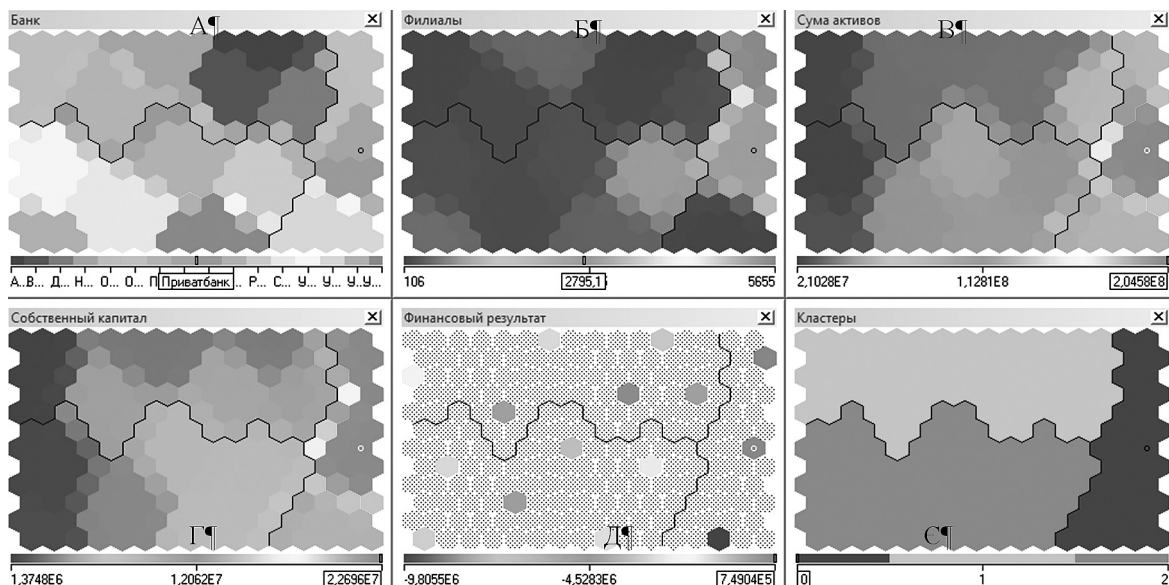 Банк
А¶
Филиалы
Б¶
Сума активов
В¶
А.. В... Д... Н... О... О... П Приватбанк .. Р... С... У... У... У.. У...
106 2795,1 5655
2,1028E7 1,1281E8 2,0458E8
Собственный капитал
Финансовый результат
Кластеры
Г¶
Д¶
Є¶
1,3748E6 1,2062E7 2,2696E7
-9,8055E6 -4,5283E6 7,4904E5
0 1